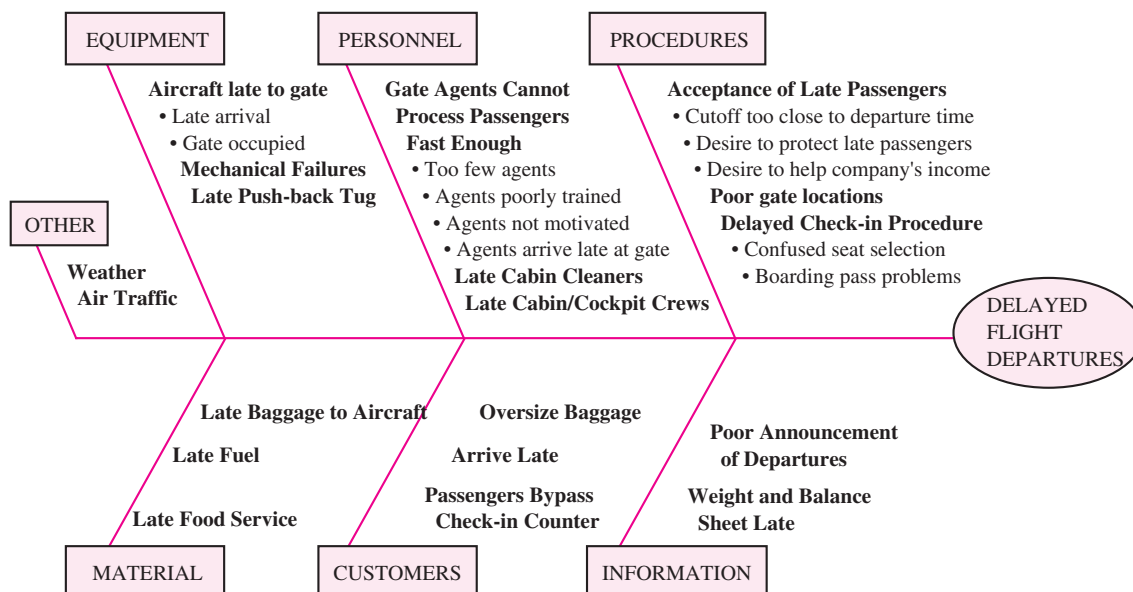 EQUIPMENT
Aircraft late to gate
• Late arrival
• Gate occupied
Mechanical Failures
Late Push-back Tug
PERSONNEL
Gate Agents Cannot
Process Passengers
Fast Enough
• Too few agents
• Agents poorly trained
• Agents not motivated
• Agents arrive late at gate
Late Cabin Cleaners
Late Cabin/Cockpit Crews
PROCEDURES
Acceptance of Late Passengers
• Cutoff too close to departure time
• Desire to protect late passengers
• Desire to help company's income
Poor gate locations
Delayed Check-in Procedure
• Confused seat selection
• Boarding pass problems
OTHER
Weather
Air Traffic
DELAYED
FLIGHT
DEPARTURES
Late Baggage to Aircraft
Late Fuel
Late Food Service
MATERIAL
Oversize Baggage
Arrive Late
Passengers Bypass
Check-in Counter
CUSTOMERS
Poor Announcement
of Departures
Weight and Balance
Sheet Late
INFORMATION